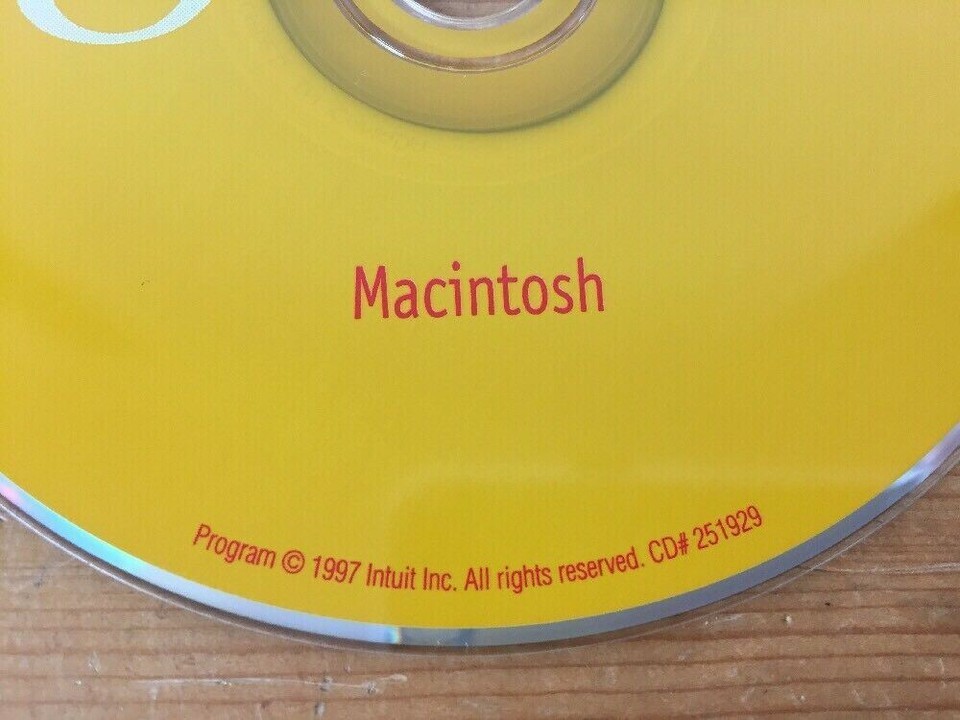 Macintosh
Program © 1997 Intuit Inc. All rights reserved. CD# 251929